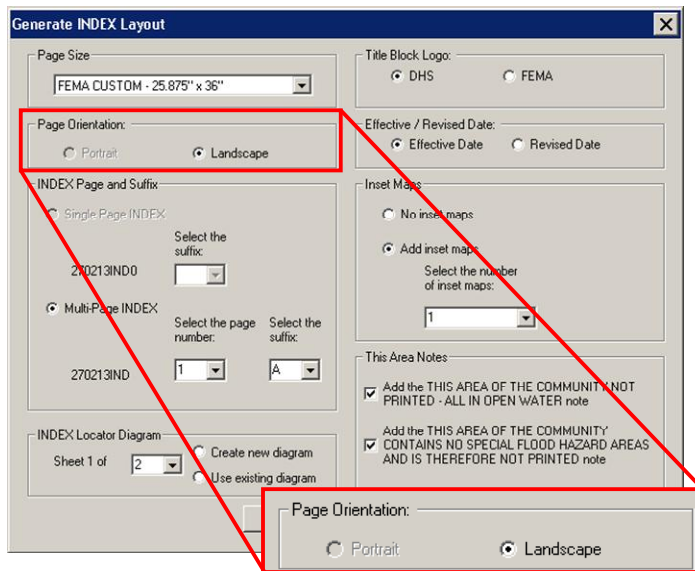 Generate INDEX Layout
Page Size
FEMA CUSTOM - 25.875" x 36"
Page Orientation:
Portrait
Landscape
INDEX Page and Suffix
Single Page INDEX
Select the
suffix:
270213IND0
Multi-Page INDEX
Select the page
number:
Select the
suffix:
270213IND
1
A
INDEX Locator Diagram
Sheet 1 of
2
Create new diagram
Use existing diagram
Title Block Logo:
DHS
FEMA
Effective / Revised Date:
Effective Date
Revised Date
Inset Maps
No inset maps
Add inset maps
Select the number
of inset maps:
1
This Area Notes
Add the THIS AREA OF THE COMMUNITY NOT
PRINTED - ALL IN OPEN WATER note
Add the THIS AREA OF THE COMMUNITY
CONTAINS NO SPECIAL FLOOD HAZARD AREAS
AND IS THEREFORE NOT PRINTED note
Page Orientation:
Portrait
Landscape